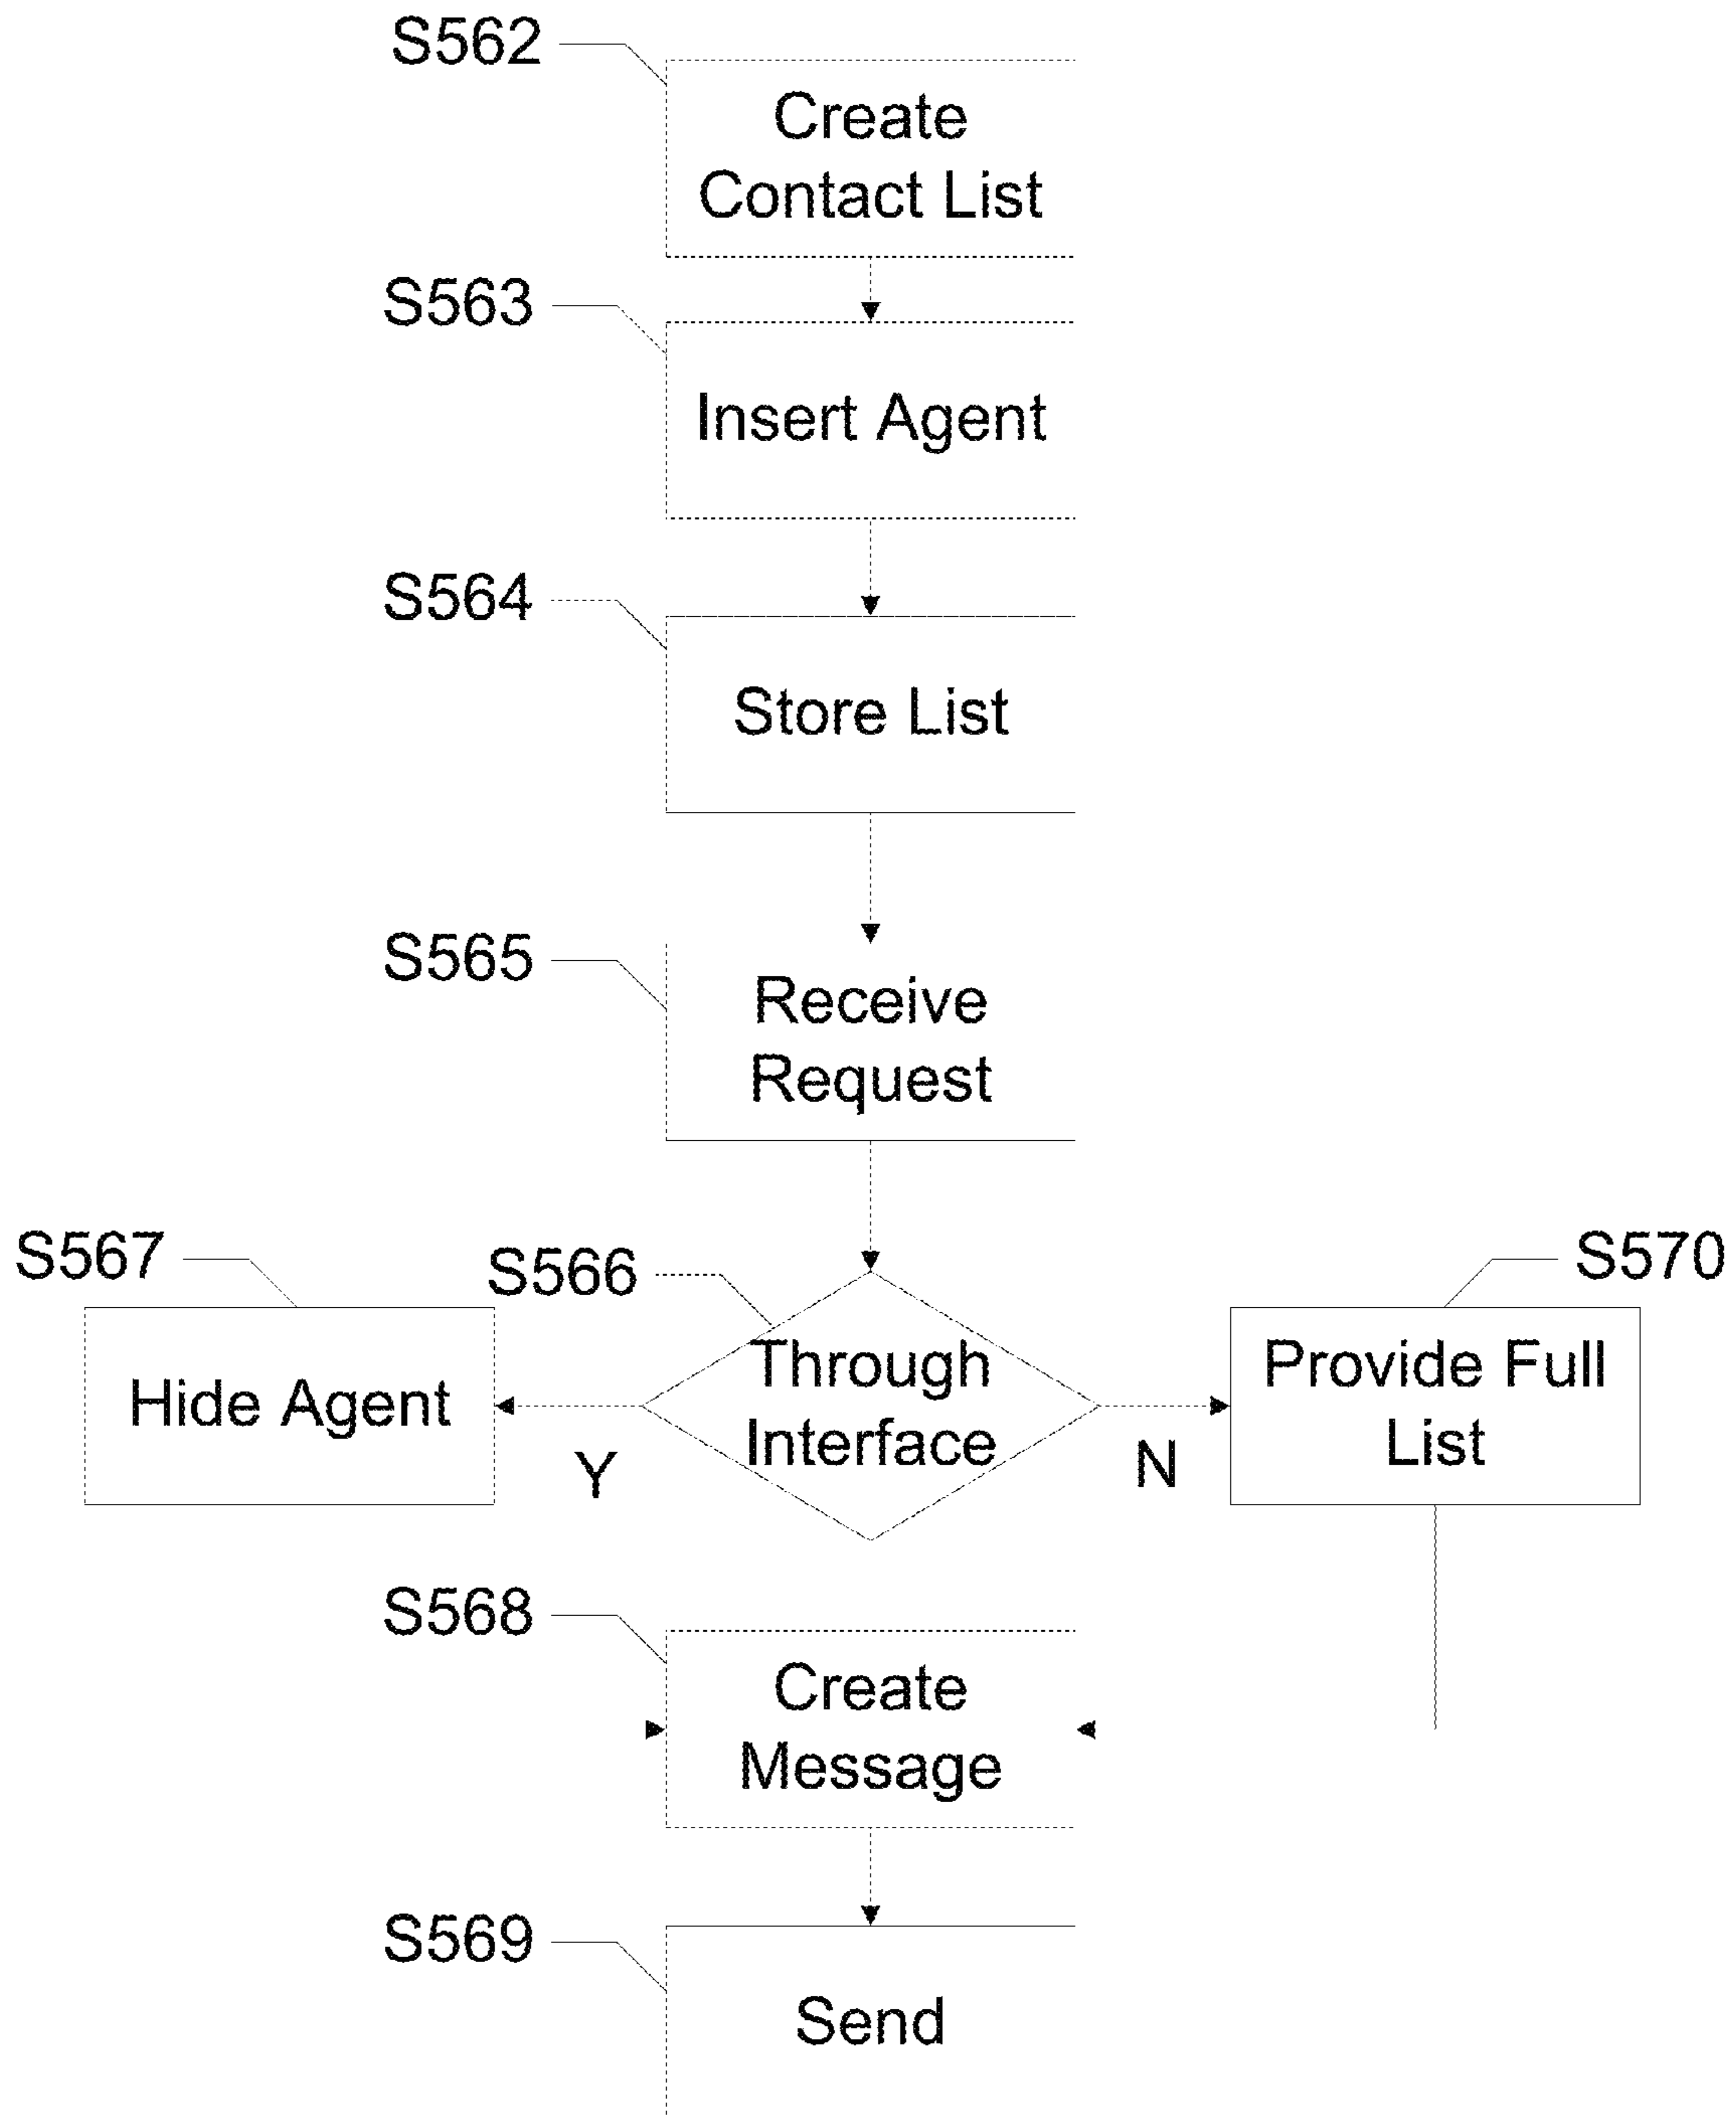 S562
Create
Contact List
S563
Insert Agent
S564
Store List
S565
Receive
Request
S567
S566
S570
Hide Agent
Through
Interface
Provide Full
List
Y
N
S568
Create
Message
S569
Send